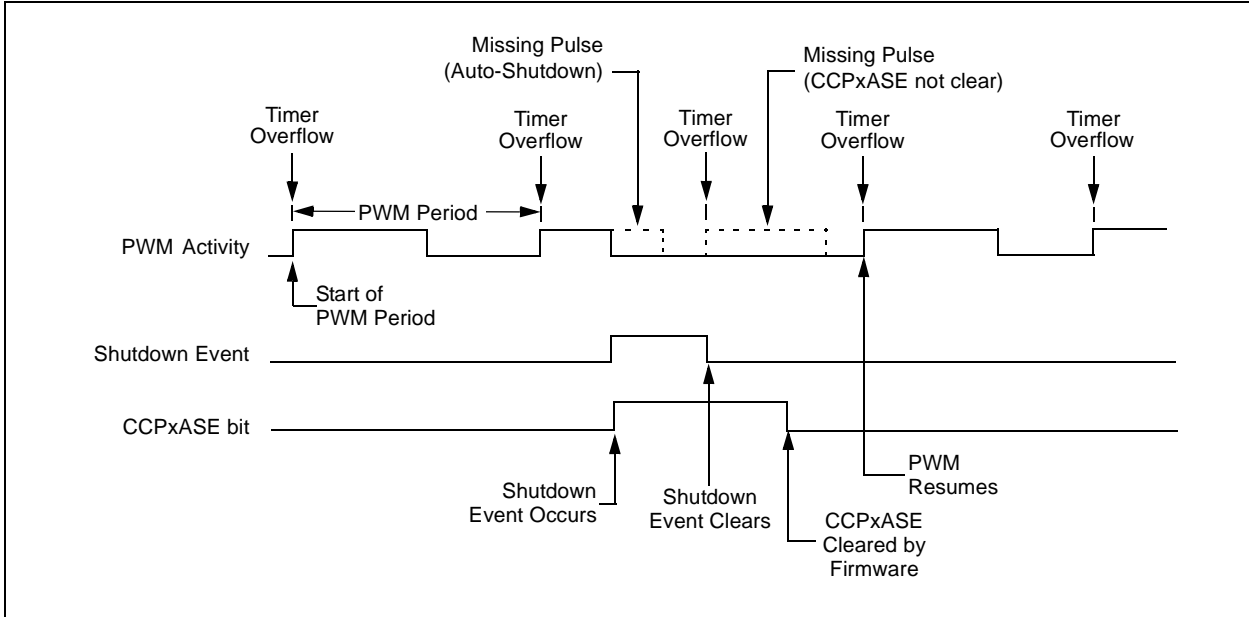 Missing Pulse
(Auto-Shutdown)
Missing Pulse
(CCPxASE not clear)
Timer
Overflow
Timer
Overflow
Timer
Overflow
Timer
Overflow
Timer
Overflow
PWM Period
PWM Activity
Start of
PWM Period
Shutdown Event
CCPxASE bit
Shutdown
Event Occurs
Shutdown
Event Clears
CCPxASE
Cleared by
Firmware
PWM
Resumes